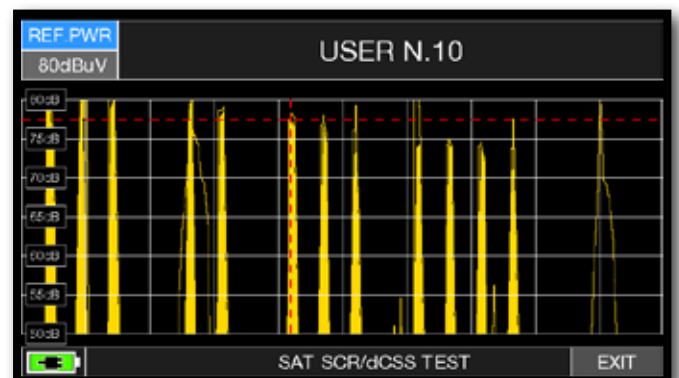 REF.PWR
80dBuV
USER N.10
80dB
75dB
70dB
65dB
60dB
55dB
50dB
SAT SCR/dCSS TEST
EXIT